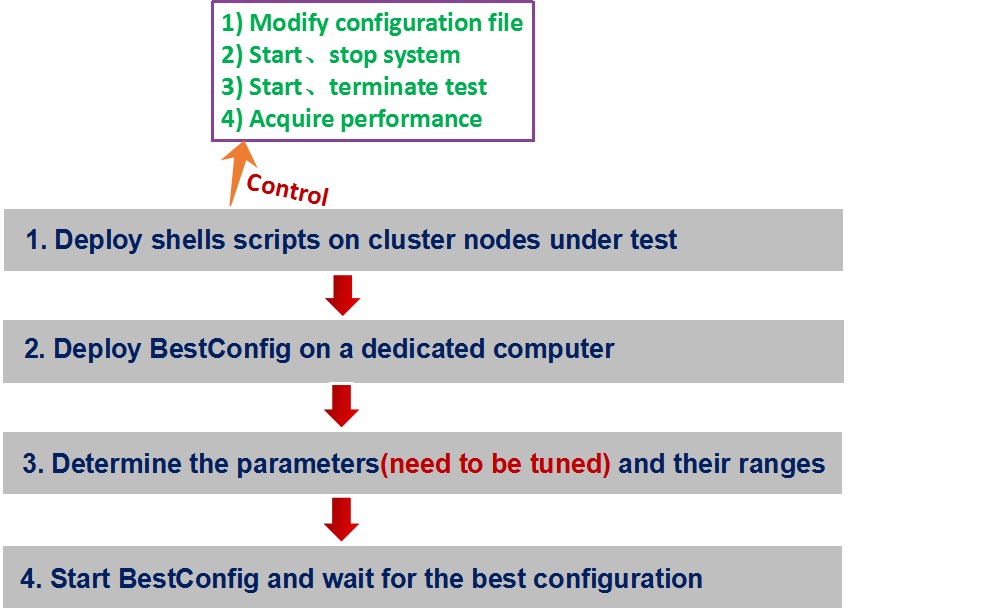 1) Modify configuration file
2) Start、stop system
3) Start、terminate test
4) Acquire performance
Control
1. Deploy shells scripts on cluster nodes under test
2. Deploy BestConfig on a dedicated computer
3. Determine the parameters(need to be tuned) and their ranges
4. Start BestConfig and wait for the best configuration